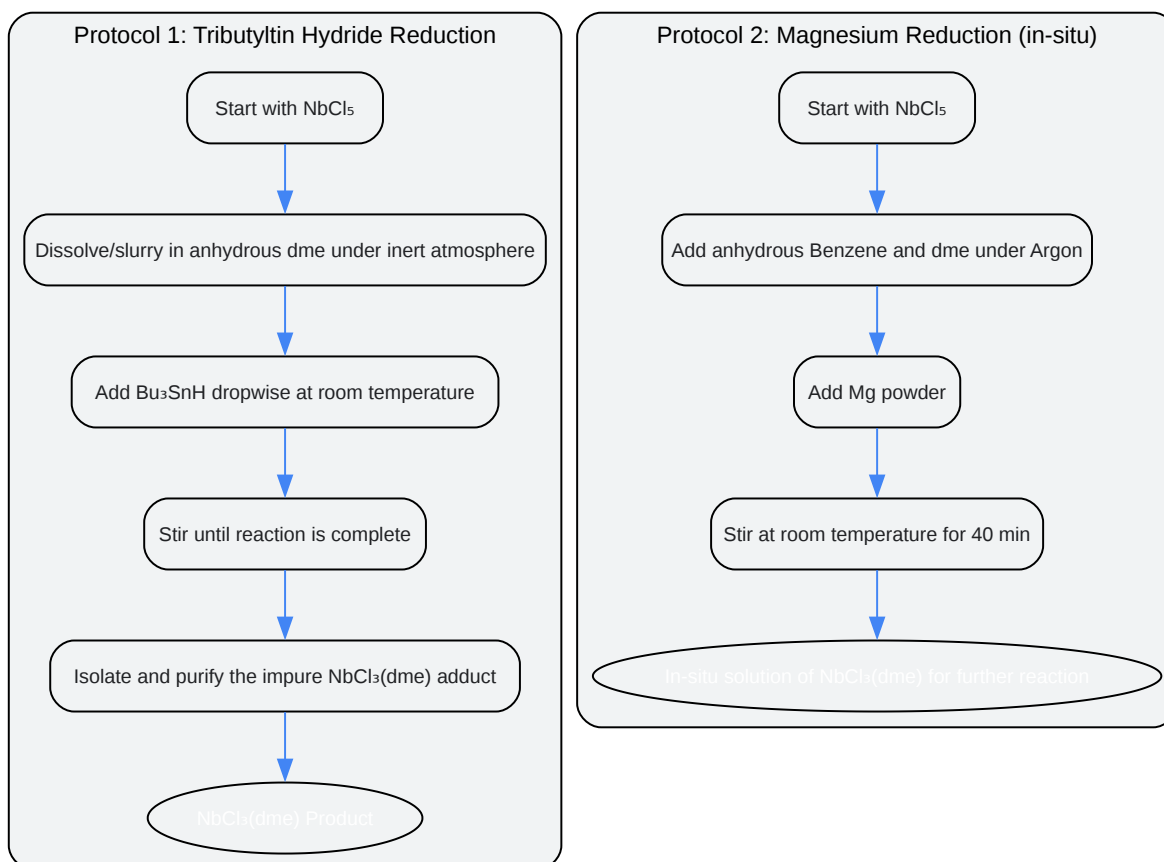 Protocol 1: Tributyltin Hydride Reduction
Start with NbCl₅
Dissolve/slurry in anhydrous dme under inert atmosphere
Add Bu₃SnH dropwise at room temperature
Stir until reaction is complete
Isolate and purify the impure NbCl₃(dme) adduct
NbCl₃(dme) Product
Protocol 2: Magnesium Reduction (in-situ)
Start with NbCl₅
Add anhydrous Benzene and dme under Argon
Add Mg powder
Stir at room temperature for 40 min
In-situ solution of NbCl₃(dme) for further reaction